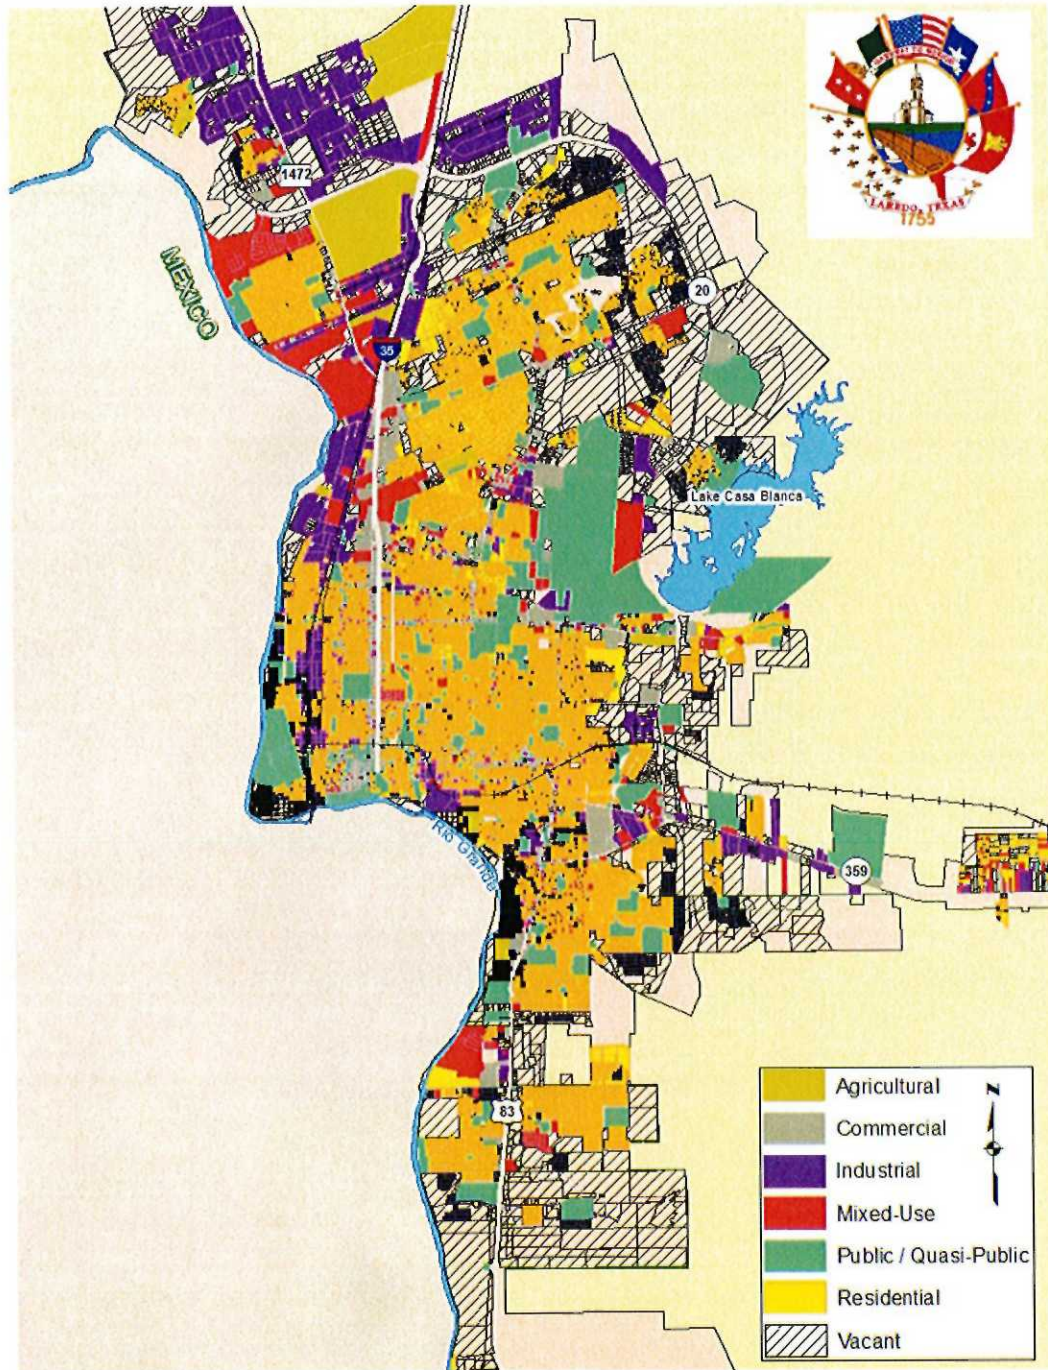 LAREDO, TEXAS
1755
1472
MEXICO
20
35
Lake Casa Blanca
Rio Grande
359
83
Agricultural
Commercial
Industrial
Mixed-Use
Public / Quasi-Public
Residential
Vacant
N